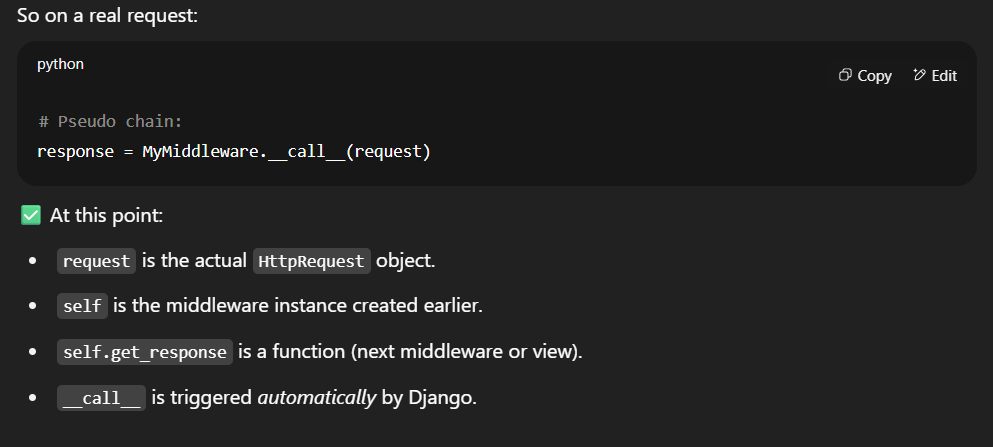 So on a real request:
python
Copy
Edit
# Pseudo chain:
response = MyMiddleware.__call__(request)
✅ At this point:
• request is the actual HttpRequest object.
• self is the middleware instance created earlier.
• self.get_response is a function (next middleware or view).
• __call__ is triggered automatically by Django.